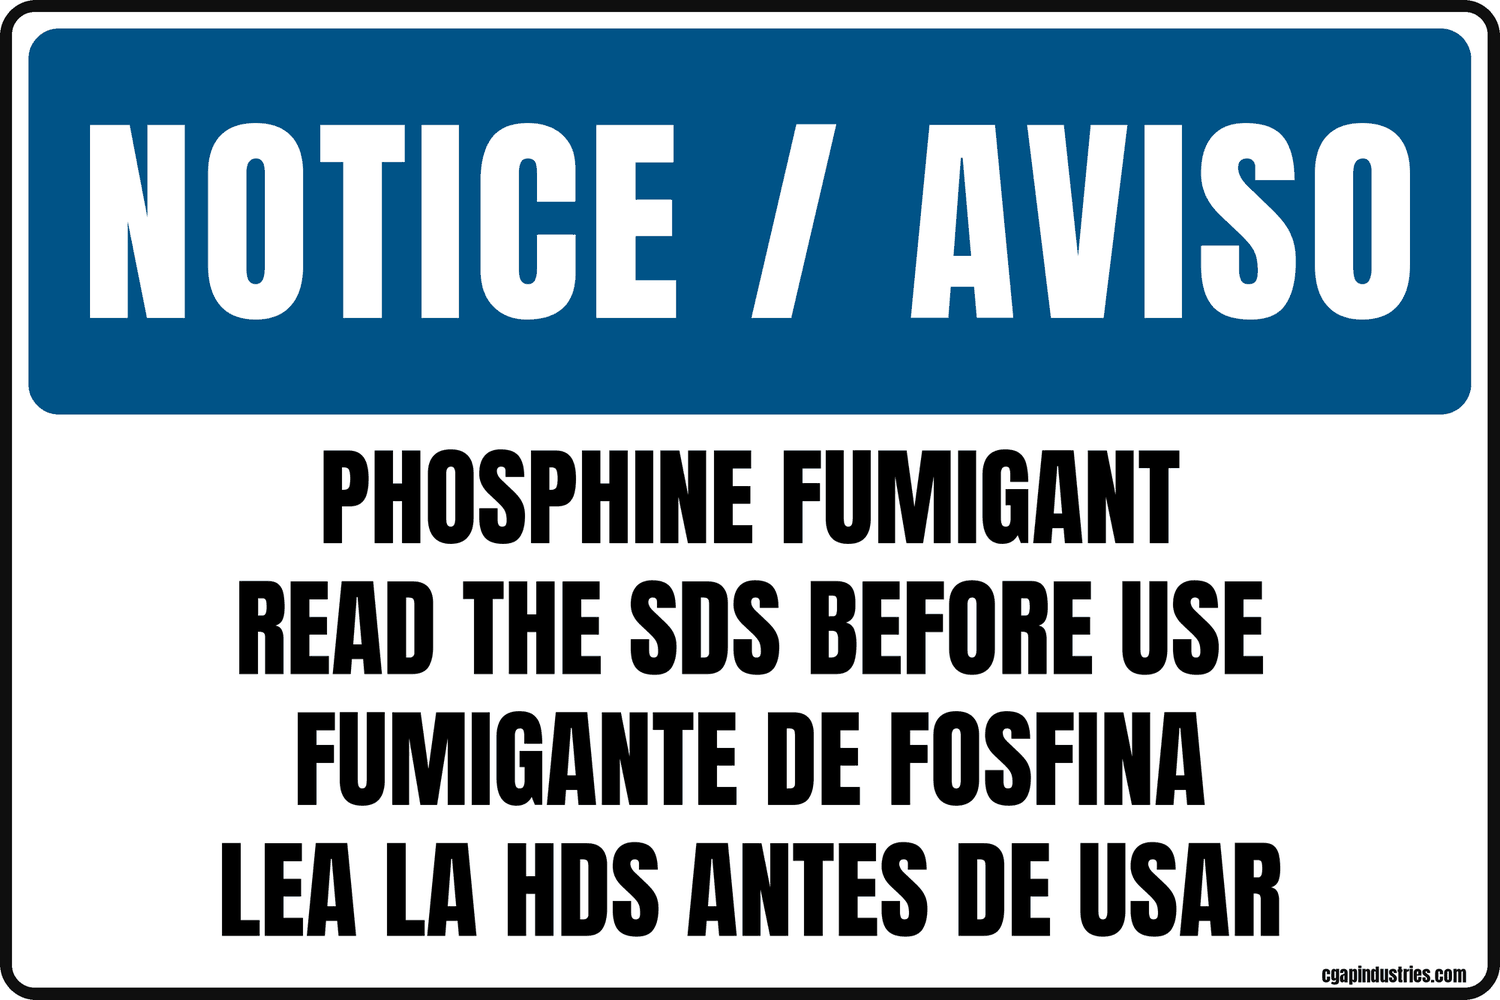 NOTICE / AVISO
PHOSPHINE FUMIGANT
READ THE SDS BEFORE USE
FUMIGANTE DE FOSFINA
LEA LA HDS ANTES DE USAR
cgapindustries.com